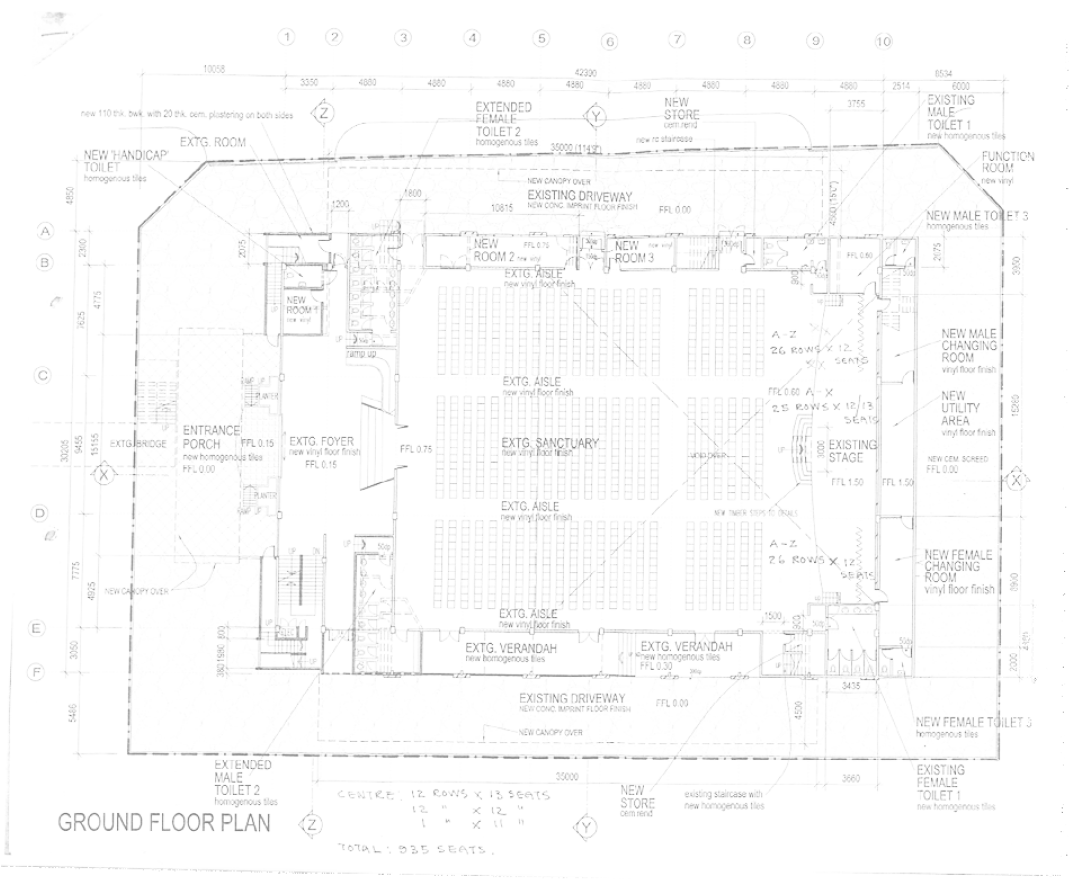 1 2 3 4 5 6 7 8 9 10
10058 42300 8534
3350 4880 4880 4880 4880 4880 4880 4880 4880 2514 6000
3755
new 110 thk. bwk. with 20 thk. cem. plastering on both sides
EXTG. ROOM
NEW 'HANDICAP'
TOILET
homogenous tiles
Z
EXTENDED
FEMALE
TOILET 2
homogenous tiles
Y
NEW
STORE
cem.rend
new rc staircase
EXISTING
MALE
TOILET 1
new homogenous tiles
FUNCTION
ROOM
new vinyl
NEW MALE TOILET 3
homogenous tiles
35000 (114'9")
NEW CANOPY OVER
EXISTING DRIVEWAY
NEW CONC. IMPRINT FLOOR FINISH
FFL 0.00
1800
10815
1200
4850
A
B
C
D
E
F
2025
7625
4775
9455
15155
30205
7775
4925
3050
5486
NEW
ROOM 2 new vinyl
FFL 0.75
NEW
ROOM 3
new vinyl
FFL 0.60
2675
3950
NEW
ROOM 1
new vinyl
UP
ramp up
EXTG. AISLE
new vinyl floor finish
A-Z
26 ROWS X 12
SEATS
EXTG. AISLE
new vinyl floor finish
FFL 0.60
A-X
25 ROWS X 12/13
SEATS
NEW MALE
CHANGING
ROOM
vinyl floor finish
NEW
UTILITY
AREA
vinyl floor finish
15280
PLANTER
EXTG.BRIDGE
ENTRANCE
PORCH
new homogenous tiles
FFL 0.00
FFL 0.15
EXTG. FOYER
new vinyl floor finish
FFL 0.15
FFL 0.75
EXTG. SANCTUARY
new vinyl floor finish
UP
3000
EXISTING
STAGE
FFL 1.50
FFL 1.50
NEW CEM. SCREED
FFL 0.00
X
X
PLANTER
EXTG. AISLE
new vinyl floor finish
NEW TIMBER STEPS TO DETAILS
A-Z
26 ROWS X 12
SEATS
NEW FEMALE
CHANGING
ROOM
vinyl floor finish
8900
NEW CANOPY OVER
EXTG. AISLE
new vinyl floor finish
1500
EXTG. VERANDAH
new homogenous tiles
EXTG. VERANDAH
new homogenous tiles
FFL 0.30
2000
3435
4500
EXISTING DRIVEWAY
NEW CONC. IMPRINT FLOOR FINISH
FFL 0.00
NEW CANOPY OVER
NEW FEMALE TOILET 3
homogenous tiles
EXTENDED
MALE
TOILET 2
homogenous tiles
35000
3660
NEW
STORE
cem.rend
existing staircase with
new homogenous tiles
EXISTING
FEMALE
TOILET 1
new homogenous tiles
CENTRE: 12 ROWS X 13 SEATS
12 " X 12 "
1 " X 11 "
TOTAL: 935 SEATS.
GROUND FLOOR PLAN
Z
Y